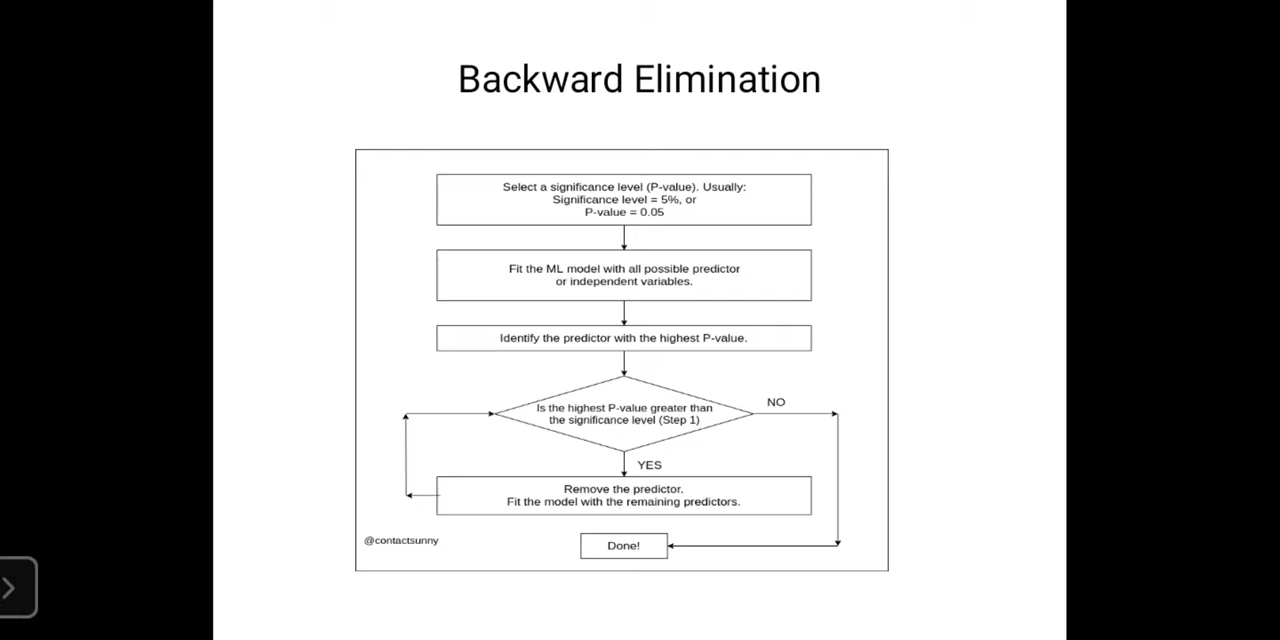 Backward Elimination
Select a significance level (P-value). Usually:
Significance level = 5%, or
P-value = 0.05
Fit the ML model with all possible predictor
or independent variables.
Identify the predictor with the highest P-value.
Is the highest P-value greater than
the significance level (Step 1)
NO
YES
Remove the predictor.
Fit the model with the remaining predictors.
@contactsunny
Done!